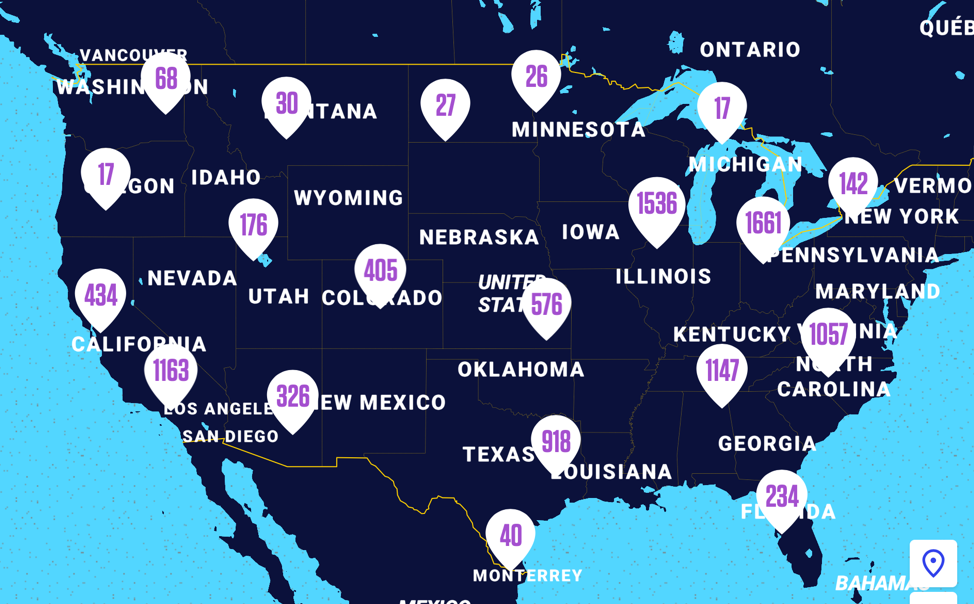 QUÉB
ONTARIO
VANCOUVER
68
WASHINGTON
26
30
MONTANA
27
17
MINNESOTA
MICHIGAN
17
OREGON
IDAHO
142
VERMO
WYOMING
1536
NEW YORK
176
1661
NEBRASKA
IOWA
PENNSYLVANIA
405
NEVADA
ILLINOIS
UNITED
STATES
UTAH
COLORADO
MARYLAND
434
576
1057
KENTUCKY
VIRGINIA
CALIFORNIA
1163
OKLAHOMA
1147
NORTH
CAROLINA
326
LOS ANGELES
NEW MEXICO
SAN DIEGO
918
TEXAS
GEORGIA
LOUISIANA
234
FLORIDA
40
MONTERREY
BAHAMAS
MEXICO